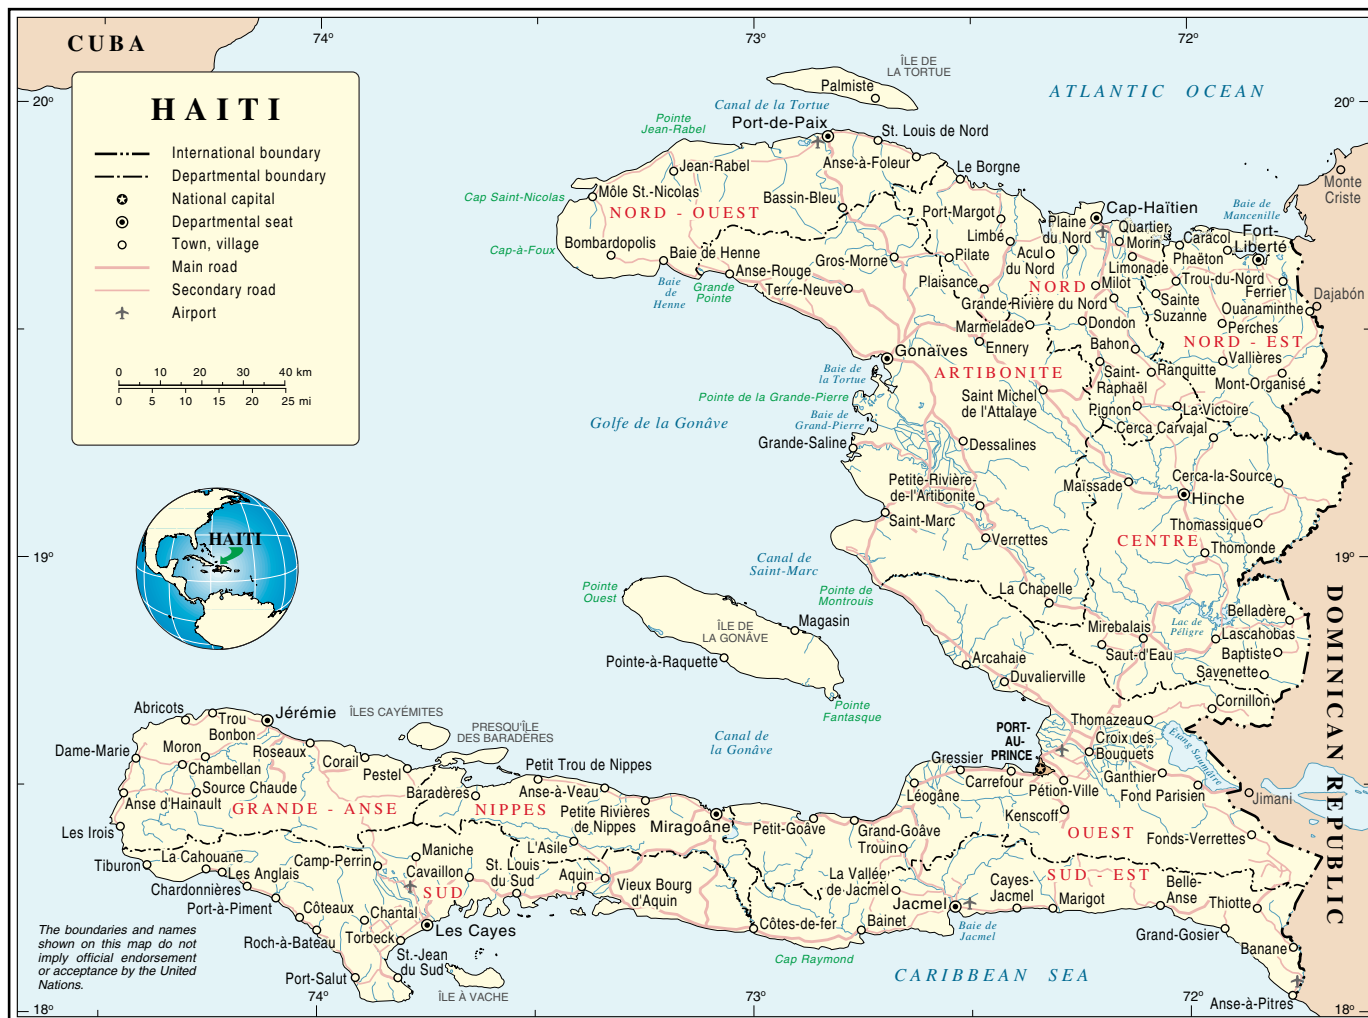 74°
73°
72°
CUBA
20°
20°
HAITI
International boundary
Departmental boundary
National capital
Departmental seat
Town, village
Main road
Secondary road
Airport
0 10 20 30 40 km
0 5 10 15 20 25 mi
ÎLE DE
LA TORTUE
Palmiste
ATLANTIC OCEAN
Canal de la Tortue
Pointe
Jean-Rabel
Port-de-Paix
St. Louis de Nord
Anse-à-Foleur
Jean-Rabel
Le Borgne
Monte
Criste
Cap Saint-Nicolas
Môle St.-Nicolas
Bassin-Bleu
NORD - OUEST
Port-Margot
Cap-Haïtien
Baie de
Mancenille
Plaine
du Nord
Quartier
Morin
Caracol
Fort-
Liberté
Cap-à-Foux
Bombardopolis
Baie de Henne
Limbé
Acul
du Nord
Limonade
Phaëton
Gros-Morne
Pilate
Anse-Rouge
Terre-Neuve
Plaisance
NORD
Milot
Trou-du-Nord
Ferrier
Baie
de
Henne
Grande
Pointe
Grande-Rivière du Nord
Sainte
Suzanne
Ouanaminthe
Dajabón
Marmelade
Dondon
Perches
Gonaïves
Ennery
Bahon
NORD - EST
Vallières
Baie de
la Tortue
ARTIBONITE
Saint-
Raphaël
Ranquitte
Mont-Organisé
Pointe de la Grande-Pierre
Saint Michel
de l'Attalaye
Pignon
La Victoire
Golfe de la Gonâve
Baie de
Grand-Pierre
Cerca Carvajal
Grande-Saline
Dessalines
Petite-Rivière-
de-l'Artibonite
Maïssade
Cerca-la-Source
Hinche
Saint-Marc
Verrettes
Thomassique
CENTRE
Thomonde
HAITI
19°
19°
Canal de
Saint-Marc
Pointe
Ouest
Pointe de
Montrouis
La Chapelle
DOMINICAN REPUBLIC
ÎLE DE
LA GONÂVE
Magasin
Mirebalais
Lac de
Péligre
Belladère
Lascahobas
Pointe-à-Raquette
Arcahaie
Saut-d'Eau
Baptiste
Savenette
Duvalierville
Pointe
Fantasque
Cornillon
Abricots
Trou
Bonbon
Jérémie
ÎLES CAYÉMITES
PRESQU'ÎLE
DES BARADÈRES
Canal de
la Gonâve
PORT-
AU-
PRINCE
Thomazeau
Croix des
Bouquets
Etang Saumâtre
Dame-Marie
Moron
Roseaux
Corail
Pestel
Petit Trou de Nippes
Chambellan
Gressier
Carrefour
Ganthier
Source Chaude
Anse d'Hainault
Baradères
Anse-à-Veau
Léogâne
Pétion-Ville
Fond Parisien
Jimani
GRANDE - ANSE
NIPPES
Petite Rivières
de Nippes
Miragoâne
Kenscoff
Les Irois
Petit-Goâve
Grand-Goâve
OUEST
Fonds-Verrettes
L'Asile
Trouin
Tiburon
La Cahouane
Les Anglais
Camp-Perrin
Maniche
Cavaillon
St. Louis
du Sud
Aquin
La Vallée
de Jacmel
SUD - EST
Chardonnières
SUD
Vieux Bourg
d'Aquin
Cayes-
Jacmel
Belle-
Anse
Port-à-Piment
Jacmel
Marigot
Thiotte
Côteaux
Chantal
Les Cayes
Côtes-de-fer
Bainet
Baie de
Jacmel
Grand-Gosier
Roch-à-Bateau
Torbeck
Banane
St.-Jean
du Sud
Cap Raymond
Port-Salut
ÎLE À VACHE
CARIBBEAN SEA
Anse-à-Pitres
The boundaries and names
shown on this map do not
imply official endorsement
or acceptance by the United
Nations.
18°
18°
74°
73°
72°